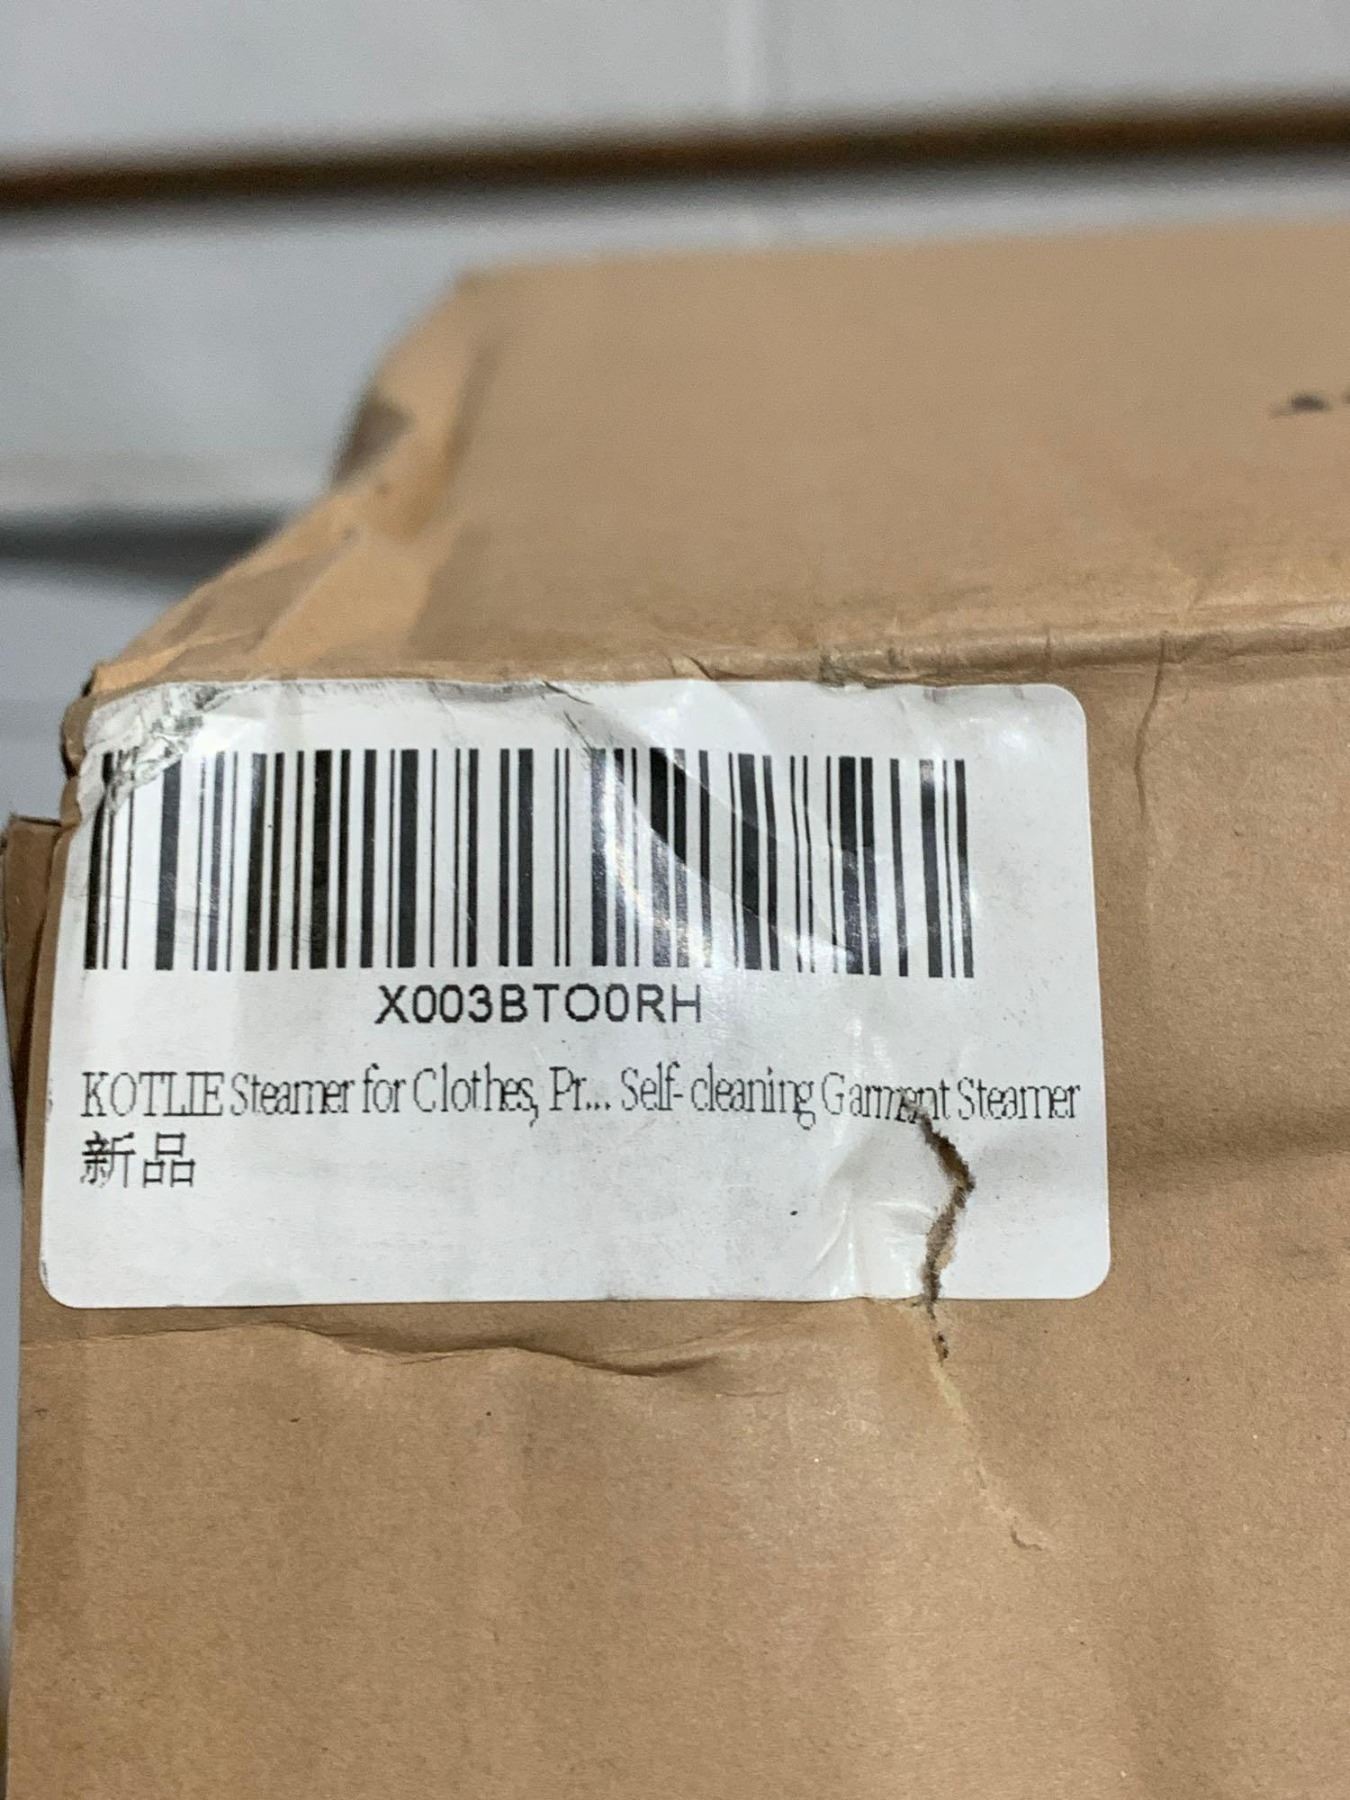 X003BTO0RH
KOTLIE Steamer for Clothes, Pr... Self-cleaning Garment Steamer
新品